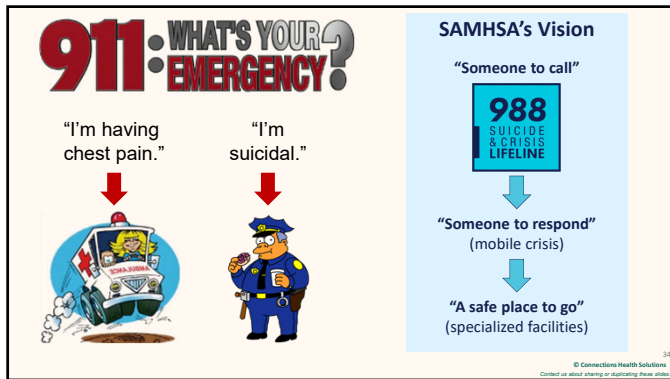 911: WHAT'S YOUR
EMERGENCY?
"I'm having
chest pain."
"I'm
suicidal."
AMBULANCE
SAMHSA's Vision
"Someone to call"
988
SUICIDE
& CRISIS
LIFELINE
"Someone to respond"
(mobile crisis)
"A safe place to go"
(specialized facilities)
34
© Connections Health Solutions
Contact us about sharing or duplicating these slides.